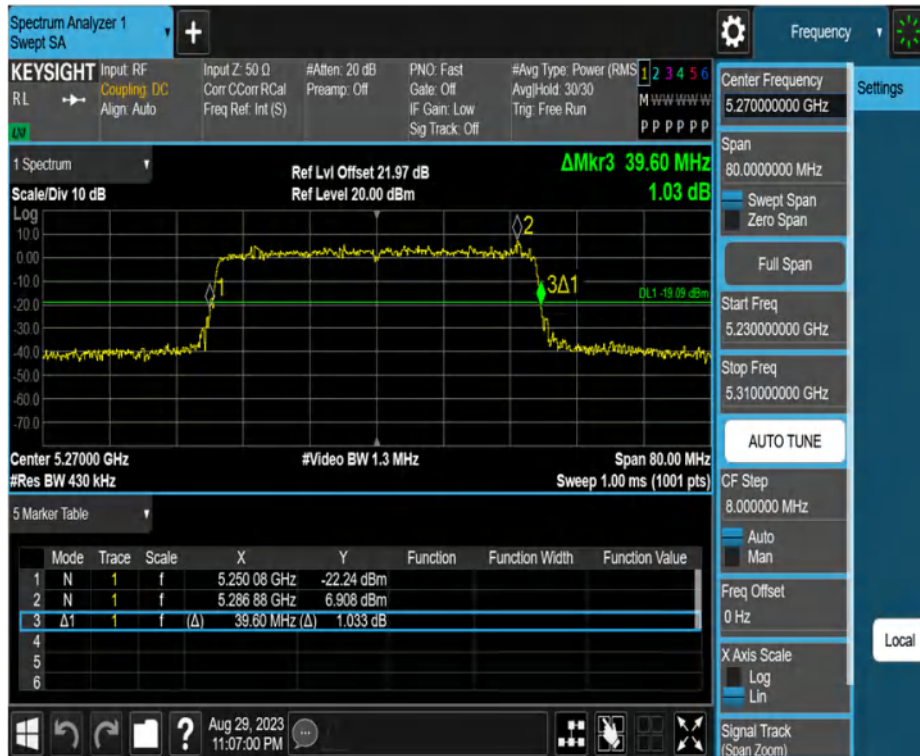 Spectrum Analyzer 1
Swept SA
Frequency
KEYSIGHT
RL
LNI
Input: RF
Coupling: DC
Align: Auto
Input Z: 50 Ω
Corr CCorr RCal
Freq Ref: Int (S)
#Atten: 20 dB
Preamp: Off
PNO: Fast
Gate: Off
IF Gain: Low
Sig Track: Off
#Avg Type: Power (RMS
Avg|Hold: 30/30
Trig: Free Run
1 2 3 4 5 6
M W W W W W
P P P P P P
Center Frequency
5.270000000 GHz
Settings
1 Spectrum
Ref Lvl Offset 21.97 dB
ΔMkr3 39.60 MHz
Scale/Div 10 dB
Ref Level 20.00 dBm
1.03 dB
Log
10.0
0.00
-10.0
-20.0
-30.0
-40.0
-50.0
-60.0
-70.0
1
2
3Δ1
DL1 -19.09 dBm
Center 5.27000 GHz
#Video BW 1.3 MHz
Span 80.00 MHz
#Res BW 430 kHz
Sweep 1.00 ms (1001 pts)
Span
80.0000000 MHz
Swept Span
Zero Span
Full Span
Start Freq
5.230000000 GHz
Stop Freq
5.310000000 GHz
AUTO TUNE
CF Step
8.000000 MHz
Auto
Man
Freq Offset
0 Hz
X Axis Scale
Log
Lin
Signal Track
(Span Zoom)
Local
5 Marker Table
Mode Trace Scale X Y Function Function Width Function Value
1 N 1 f 5.250 08 GHz -22.24 dBm
2 N 1 f 5.286 88 GHz 6.908 dBm
3 Δ1 1 f (Δ) 39.60 MHz (Δ) 1.033 dB
4
5
6
?
Aug 29, 2023
11:07:00 PM